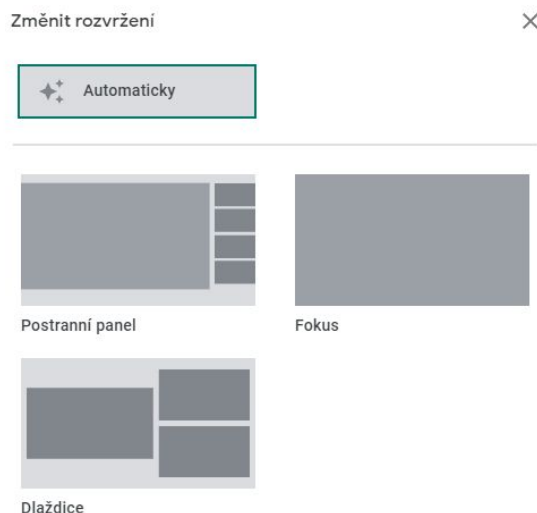 Změnit rozvržení
Automaticky
Postranní panel
Fokus
Dlaždice